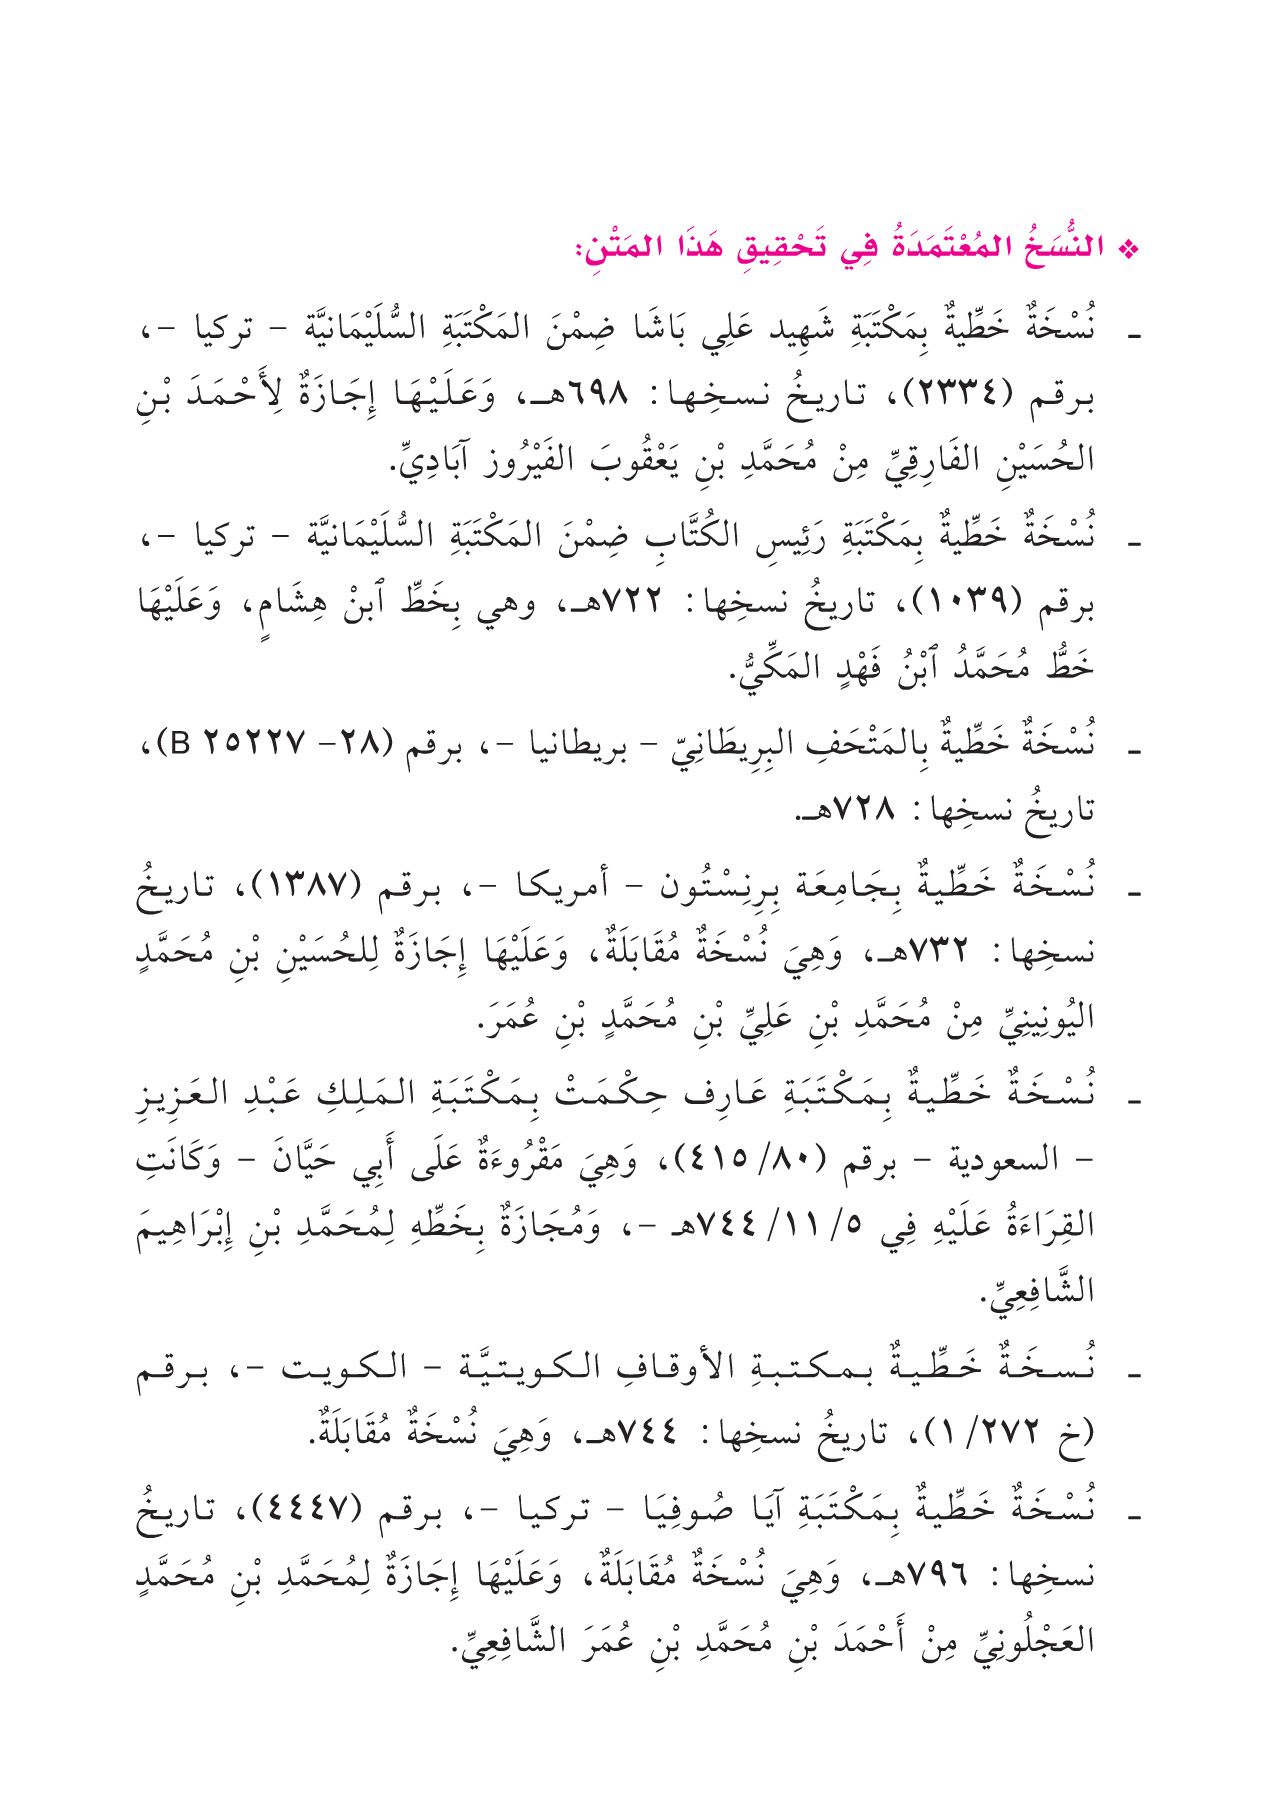 ❖ النُّسَخُ المُعْتَمَدَةُ فِي تَحْقِيقِ هَذَا المَتْنِ:
ـ نُسْخَةٌ خَطِّيةٌ بِمَكْتَبَةِ شَهِيد عَلِي بَاشَا ضِمْنَ المَكْتَبَةِ السُّلَيْمَانيَّة – تركيا –،
برقم (٢٣٣٤)، تاريخُ نسخِها: ٦٩٨هـ، وَعَلَيْهَا إِجَازَةٌ لِأَحْمَدَ بْنِ
الحُسَيْنِ الفَارِقِيِّ مِنْ مُحَمَّدِ بْنِ يَعْقُوبَ الفَيْرُوز آبَادِيِّ.
ـ نُسْخَةٌ خَطِّيةٌ بِمَكْتَبَةِ رَئِيسِ الكُتَّابِ ضِمْنَ المَكْتَبَةِ السُّلَيْمَانيَّة – تركيا –،
برقم (١٠٣٩)، تاريخُ نسخِها: ٧٢٢هـ، وهي بِخَطِّ ٱبنْ هِشَامٍ، وَعَلَيْهَا
خَطُّ مُحَمَّدُ ٱبْنُ فَهْدٍ المَكِّيُّ.
ـ نُسْخَةٌ خَطِّيةٌ بِالمَتْحَفِ البِرِيطَانِيّ – بريطانيا –، برقم (٢٨– ٢٥٢٢٧ B)،
تاريخُ نسخِها: ٧٢٨هـ.
ـ نُسْخَةٌ خَطِّيةٌ بِجَامِعَة بِرِنِسْتُون – أمريكا –، برقم (١٣٨٧)، تاريخُ
نسخِها: ٧٣٢هـ، وَهِيَ نُسْخَةٌ مُقَابَلَةٌ، وَعَلَيْهَا إِجَازَةٌ لِلحُسَيْنِ بْنِ مُحَمَّدٍ
اليُونِينِيِّ مِنْ مُحَمَّدِ بْنِ عَلِيِّ بْنِ مُحَمَّدِ بْنِ عُمَرَ.
ـ نُسْخَةٌ خَطِّيةٌ بِمَكْتَبَةِ عَارِف حِكْمَتْ بِمَكْتَبَةِ المَلِكِ عَبْدِ العَزِيزِ
– السعودية – برقم (٤١٥/٨٠)، وَهِيَ مَقْرُوءَةٌ عَلَى أَبِي حَيَّانَ – وَكَانَتِ
القِرَاءَةُ عَلَيْهِ فِي ٥/ ١١/ ٧٤٤هـ –، وَمُجَازَةٌ بِخَطِّهِ لِمُحَمَّدِ بْنِ إِبْرَاهِيمَ
الشَّافِعِيِّ.
ـ نُسخَةٌ خَطِّيةٌ بمكتبةِ الأوقافِ الكويتيَّة – الكويت –، برقم
(خ ٢٧٢/ ١)، تاريخُ نسخِها: ٧٤٤هـ، وَهِيَ نُسْخَةٌ مُقَابَلَةٌ.
ـ نُسْخَةٌ خَطِّيةٌ بِمَكْتَبَةِ آيَا صُوفِيَا – تركيا –، برقم (٤٤٤٧)، تاريخُ
نسخِها: ٧٩٦هـ، وَهِيَ نُسْخَةٌ مُقَابَلَةٌ، وَعَلَيْهَا إِجَازَةٌ لِمُحَمَّدِ بْنِ مُحَمَّدٍ
العَجْلُونِيِّ مِنْ أَحْمَدَ بْنِ مُحَمَّدِ بْنِ عُمَرَ الشَّافِعِيِّ.